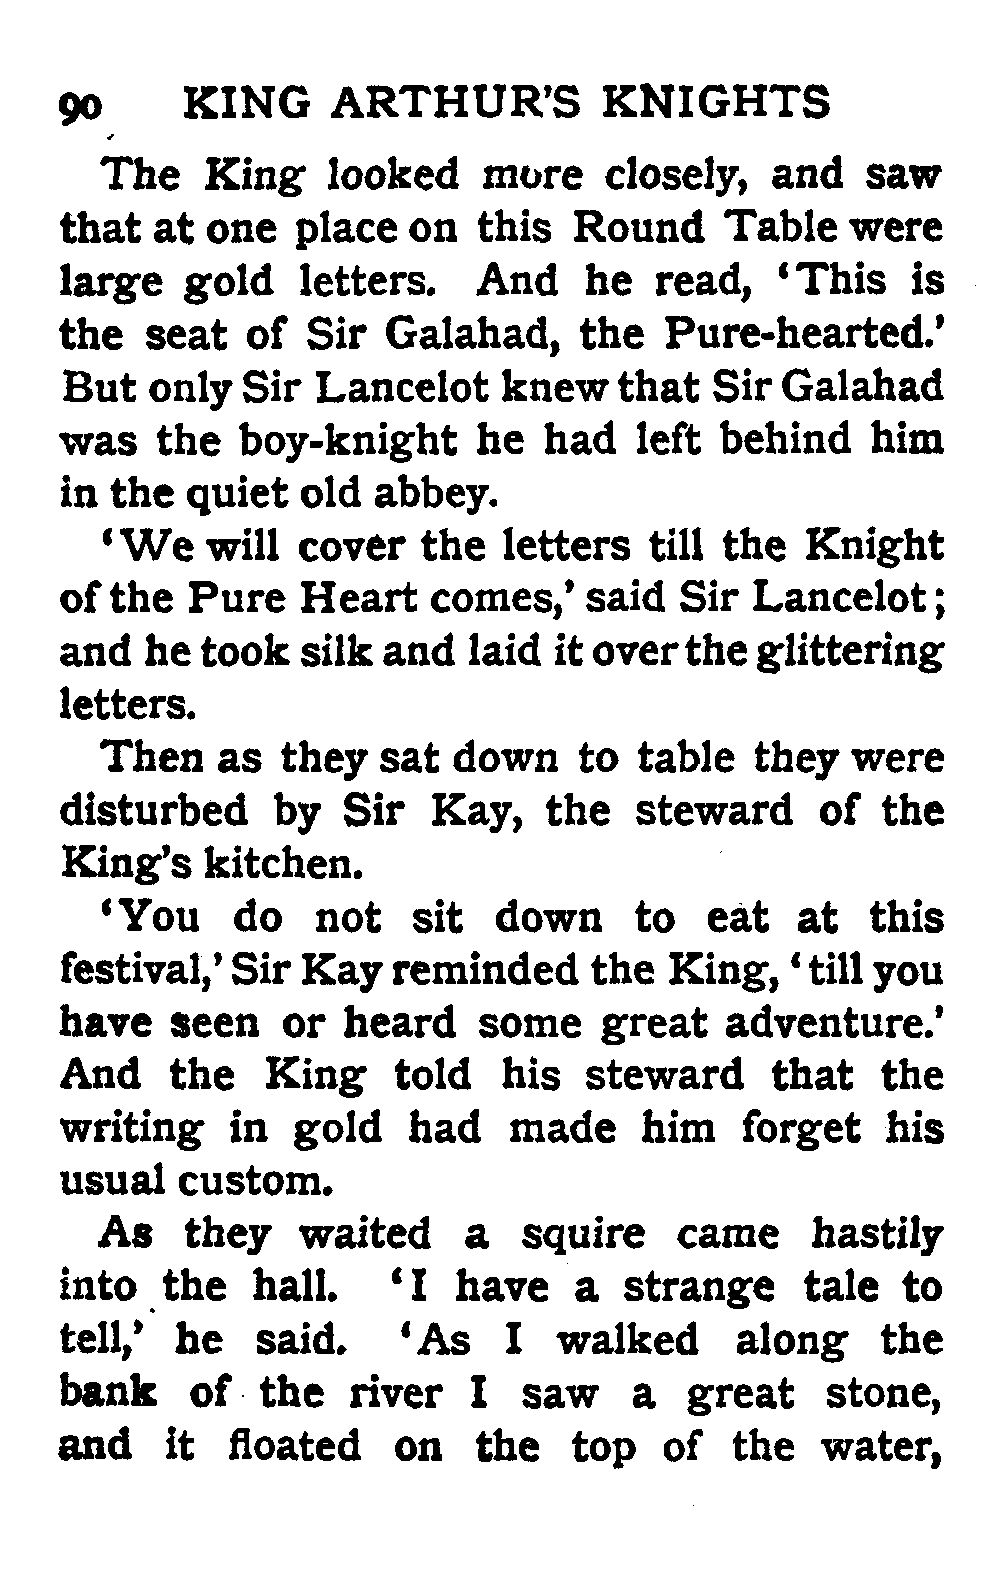 90 KING ARTHUR'S KNIGHTS
The King looked more closely, and saw
that at one place on this Round Table were
large gold letters. And he read, ‘This is
the seat of Sir Galahad, the Pure-hearted.’
But only Sir Lancelot knew that Sir Galahad
was the boy-knight he had left behind him
in the quiet old abbey.
‘We will cover the letters till the Knight
of the Pure Heart comes,’ said Sir Lancelot;
and he took silk and laid it over the glittering
letters.
Then as they sat down to table they were
disturbed by Sir Kay, the steward of the
King's kitchen.
‘You do not sit down to eat at this
festival,’ Sir Kay reminded the King, ‘till you
have seen or heard some great adventure.’
And the King told his steward that the
writing in gold had made him forget his
usual custom.
As they waited a squire came hastily
into the hall. ‘I have a strange tale to
tell,’ he said. ‘As I walked along the
bank of the river I saw a great stone,
and it floated on the top of the water,